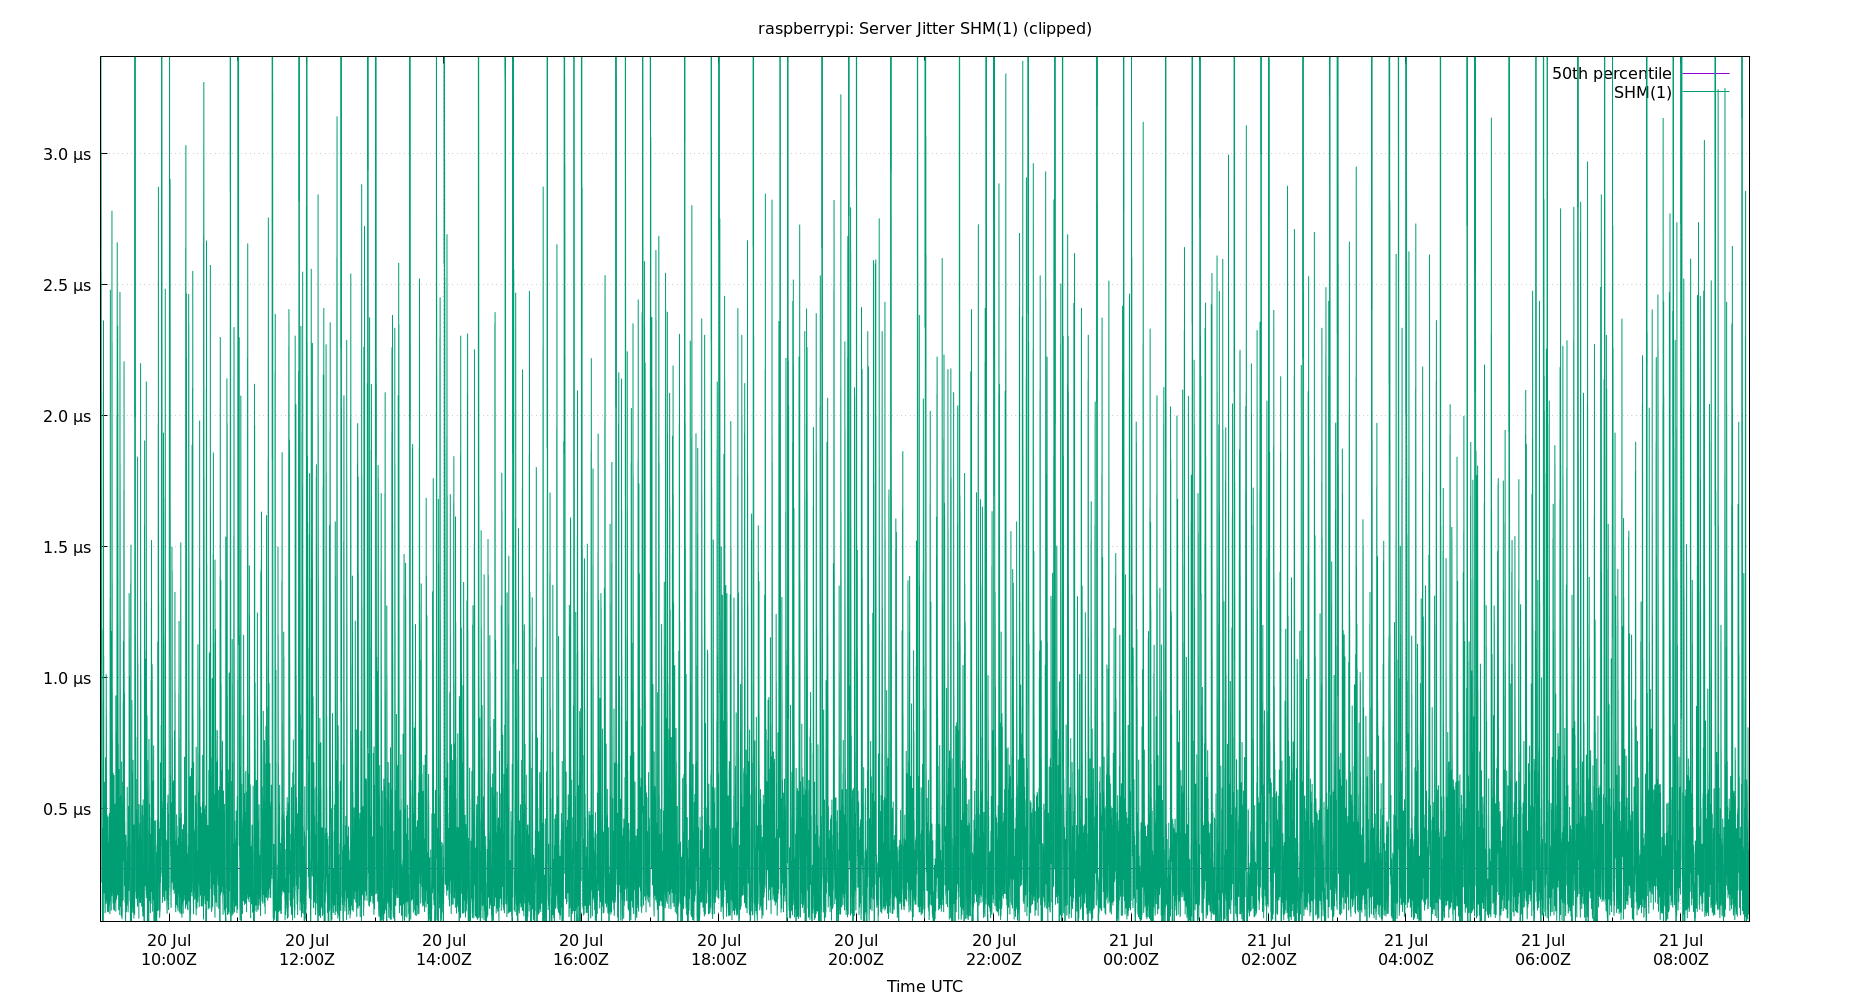 raspberrypi: Server Jitter SHM(1) (clipped)
50th percentile
SHM(1)
3.0 µs
2.5 µs
2.0 µs
1.5 µs
1.0 µs
0.5 µs
20 Jul 20 Jul 20 Jul 20 Jul 20 Jul 20 Jul 20 Jul 21 Jul 21 Jul 21 Jul 21 Jul 21 Jul
10:00Z 12:00Z 14:00Z 16:00Z 18:00Z 20:00Z 22:00Z 00:00Z 02:00Z 04:00Z 06:00Z 08:00Z
Time UTC